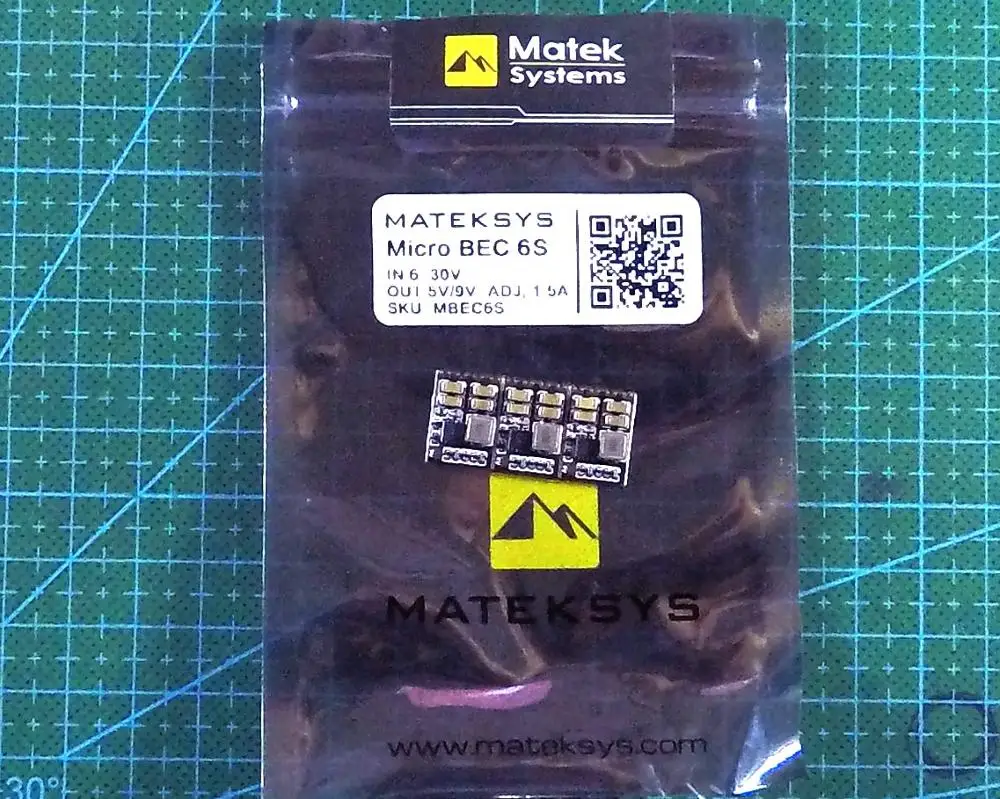 Matek
Systems
MATEKSYS
Micro BEC 6S
IN 6 30V
OUT 5V/9V ADJ, 1.5A
SKU MBEC6S
MATEKSYS
www.mateksys.com
30°